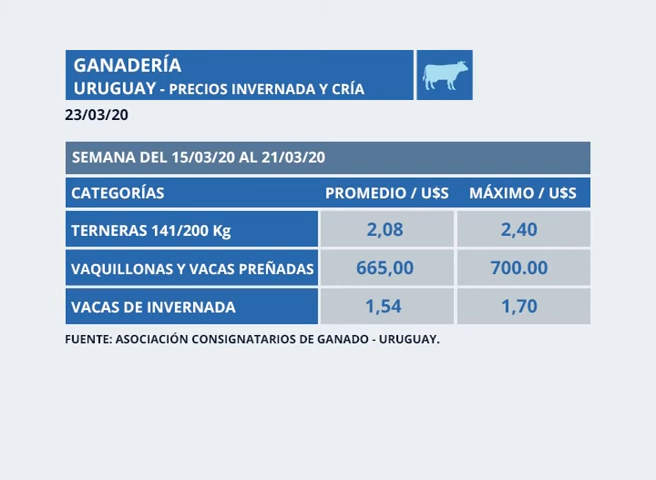 GANADERÍA
URUGUAY - PRECIOS INVERNADA Y CRÍA
23/03/20
SEMANA DEL 15/03/20 AL 21/03/20
CATEGORÍAS PROMEDIO / U$S MÁXIMO / U$S
TERNERAS 141/200 Kg 2,08 2,40
VAQUILLONAS Y VACAS PREÑADAS 665,00 700.00
VACAS DE INVERNADA 1,54 1,70
FUENTE: ASOCIACIÓN CONSIGNATARIOS DE GANADO - URUGUAY.